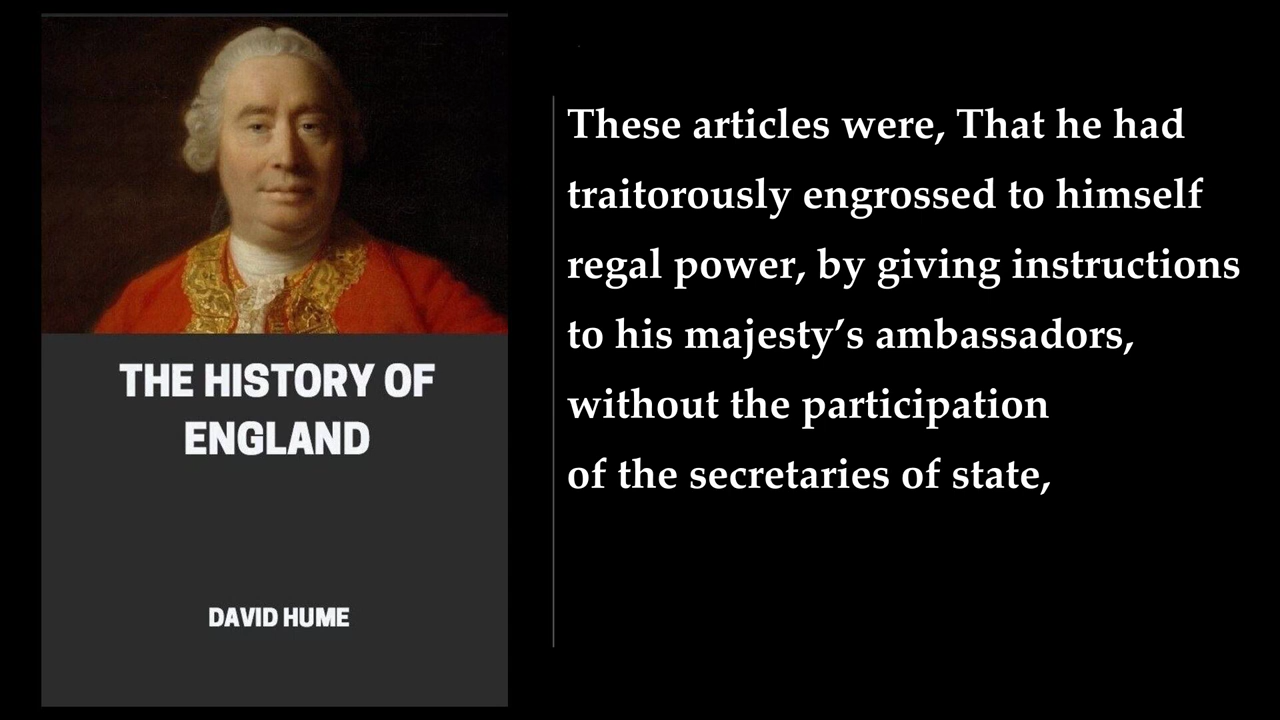 THE HISTORY OF
ENGLAND
DAVID HUME
These articles were, That he had
traitorously engrossed to himself
regal power, by giving instructions
to his majesty’s ambassadors,
without the participation
of the secretaries of state,